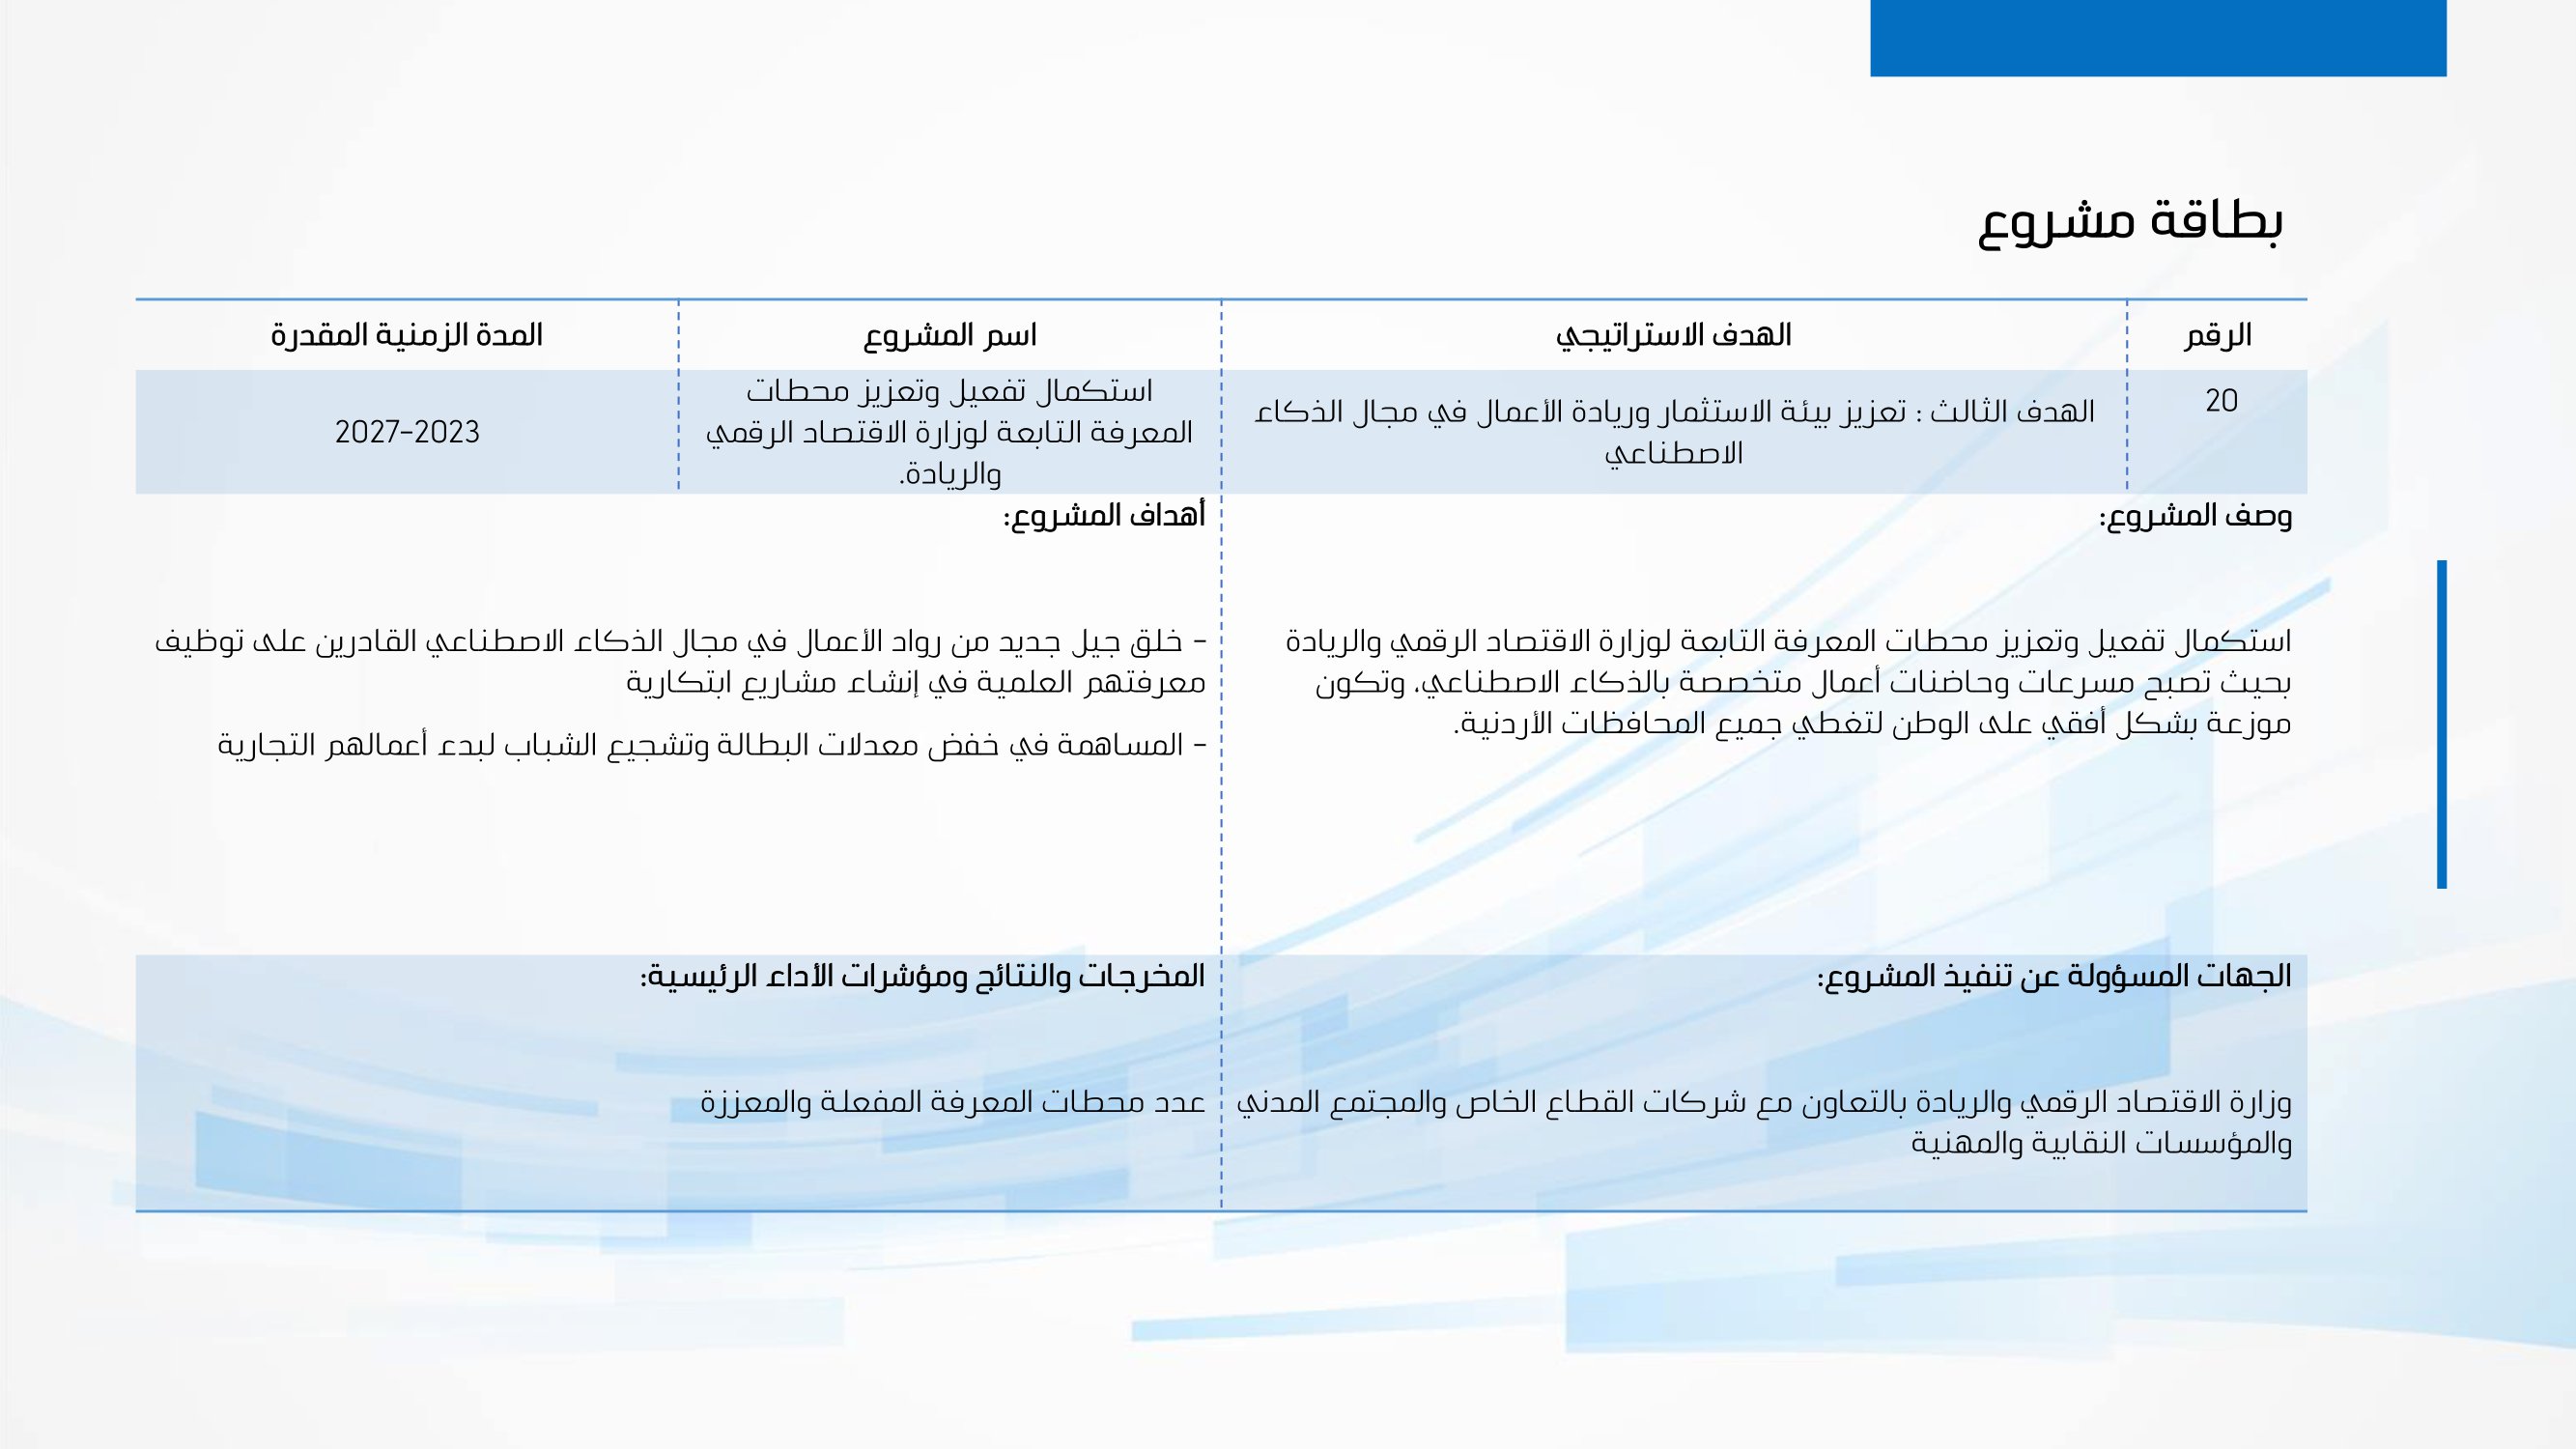 بطاقة مشروع
الرقم
الهدف الاستراتيجي
اسم المشروع
المدة الزمنية المقدرة
20
الهدف الثالث : تعزيز بيئة الاستثمار وريادة الأعمال في مجال الذكاء
الاصطناعي
استكمال تفعيل وتعزيز محطات
المعرفة التابعة لوزارة الاقتصاد الرقمي
والريادة.
2027-2023
وصف المشروع:
استكمال تفعيل وتعزيز محطات المعرفة التابعة لوزارة الاقتصاد الرقمي والريادة
بحيث تصبح مسرعات وحاضنات أعمال متخصصة بالذكاء الاصطناعي، وتكون
موزعة بشكل أفقي على الوطن لتغطي جميع المحافظات الأردنية.
أهداف المشروع:
- خلق جيل جديد من رواد الأعمال في مجال الذكاء الاصطناعي القادرين على توظيف
معرفتهم العلمية في إنشاء مشاريع ابتكارية
- المساهمة في خفض معدلات البطالة وتشجيع الشباب لبدء أعمالهم التجارية
الجهات المسؤولة عن تنفيذ المشروع:
وزارة الاقتصاد الرقمي والريادة بالتعاون مع شركات القطاع الخاص والمجتمع المدني
والمؤسسات النقابية والمهنية
المخرجات والنتائج ومؤشرات الأداء الرئيسية:
عدد محطات المعرفة المفعلة والمعززة